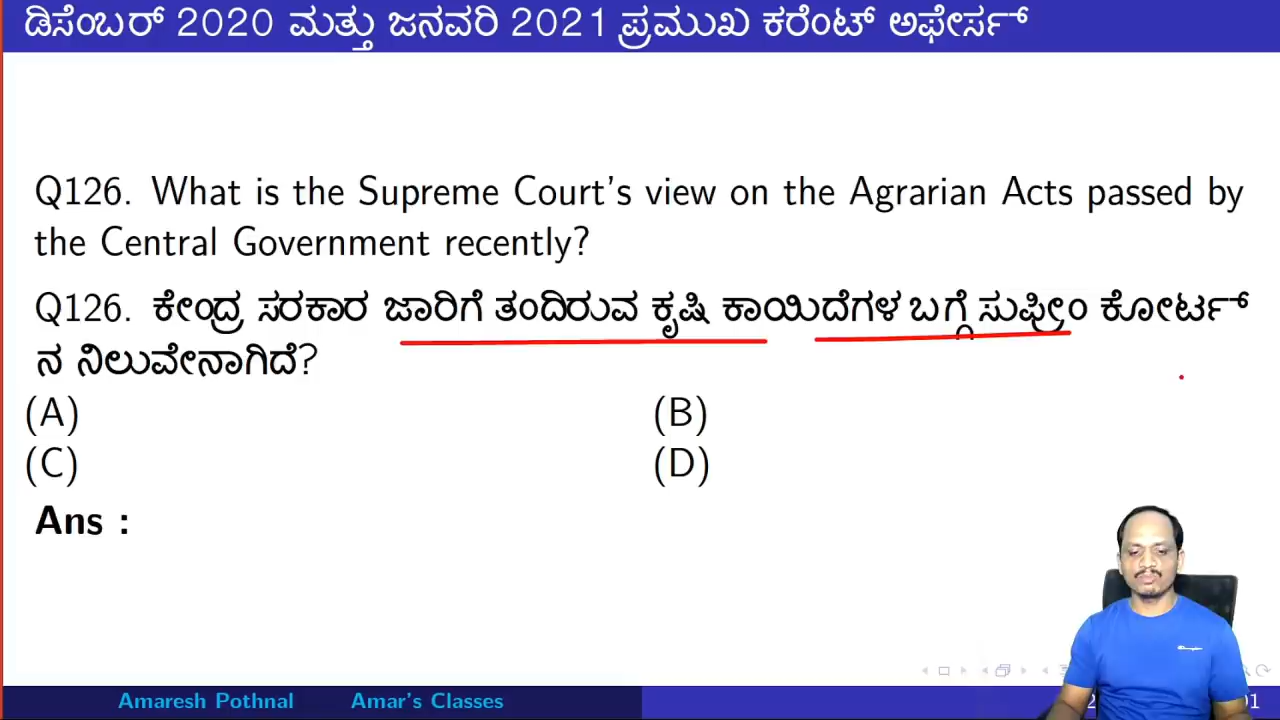 ಡಿಸೆಂಬರ್ 2020 ಮತ್ತು ಜನವರಿ 2021 ಪ್ರಮುಖ ಕರೆಂಟ್ ಅಫೇರ್ಸ್
Q126. What is the Supreme Court's view on the Agrarian Acts passed by
the Central Government recently?
Q126. ಕೇಂದ್ರ ಸರಕಾರ ಜಾರಿಗೆ ತಂದಿರುವ ಕೃಷಿ ಕಾಯಿದೆಗಳ ಬಗ್ಗೆ ಸುಪ್ರೀಂ ಕೋರ್ಟ್
ನ ನಿಲುವೇನಾಗಿದೆ?
(A) (B)
(C) (D)
Ans :
Amaresh Pothnal Amar's Classes